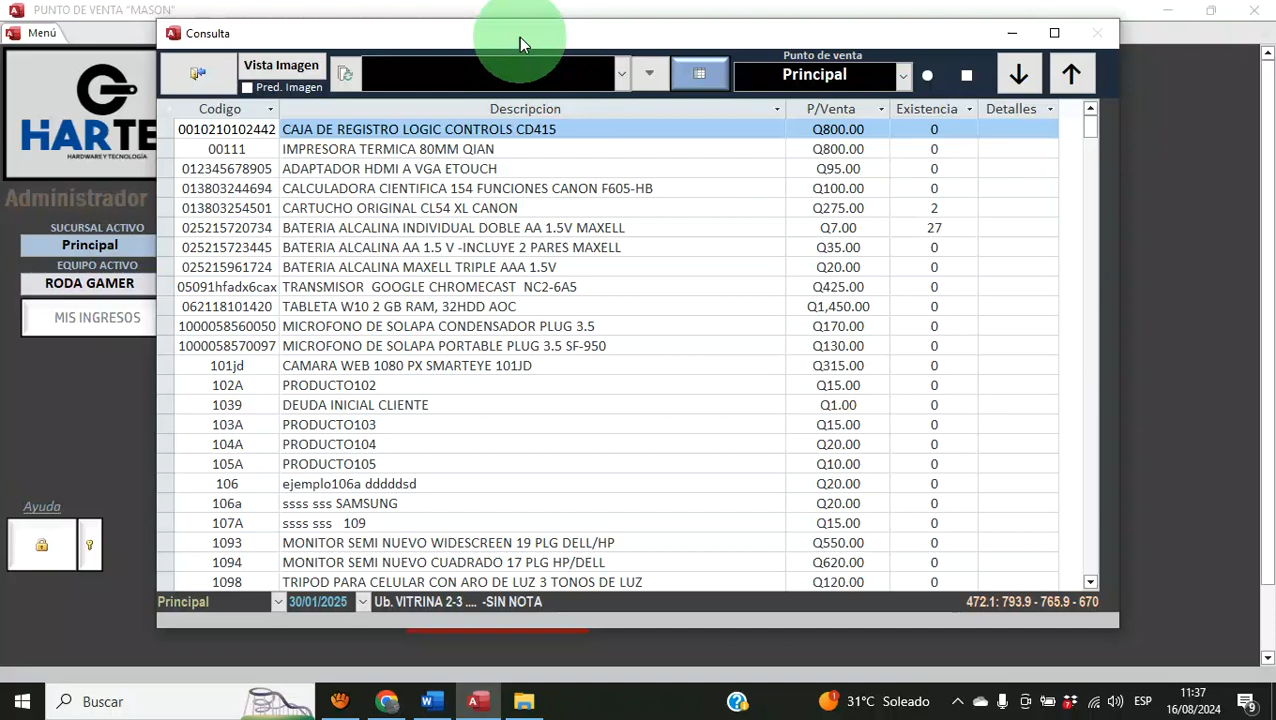 PUNTO DE VENTA "MASON"
Menú
Consulta
HARTE
HARDWARE Y TECNOLOGÍA
Administrador
SUCURSAL ACTIVO
Principal
EQUIPO ACTIVO
RODA GAMER
MIS INGRESOS
Ayuda
Vista Imagen
Pred. Imagen
Punto de venta
Principal
Codigo Descripcion P/Venta Existencia Detalles
0010210102442 CAJA DE REGISTRO LOGIC CONTROLS CD415 Q800.00 0
00111 IMPRESORA TERMICA 80MM QIAN Q800.00 0
012345678905 ADAPTADOR HDMI A VGA ETOUCH Q95.00 0
013803244694 CALCULADORA CIENTIFICA 154 FUNCIONES CANON F605-HB Q100.00 0
013803254501 CARTUCHO ORIGINAL CL54 XL CANON Q275.00 2
025215720734 BATERIA ALCALINA INDIVIDUAL DOBLE AA 1.5V MAXELL Q7.00 27
025215723445 BATERIA ALCALINA AA 1.5 V -INCLUYE 2 PARES MAXELL Q35.00 0
025215961724 BATERIA ALCALINA MAXELL TRIPLE AAA 1.5V Q20.00 0
05091hfadx6cax TRANSMISOR GOOGLE CHROMECAST NC2-6A5 Q425.00 0
062118101420 TABLETA W10 2 GB RAM, 32HDD AOC Q1,450.00 0
1000058560050 MICROFONO DE SOLAPA CONDENSADOR PLUG 3.5 Q170.00 0
1000058570097 MICROFONO DE SOLAPA PORTABLE PLUG 3.5 SF-950 Q130.00 0
101jd CAMARA WEB 1080 PX SMARTEYE 101JD Q315.00 0
102A PRODUCTO102 Q15.00 0
1039 DEUDA INICIAL CLIENTE Q1.00 0
103A PRODUCTO103 Q15.00 0
104A PRODUCTO104 Q20.00 0
105A PRODUCTO105 Q10.00 0
106 ejemplo106a dddddsd Q20.00 0
106a ssss sss SAMSUNG Q20.00 0
107A ssss sss 109 Q15.00 0
1093 MONITOR SEMI NUEVO WIDESCREEN 19 PLG DELL/HP Q550.00 0
1094 MONITOR SEMI NUEVO CUADRADO 17 PLG HP/DELL Q620.00 0
1098 TRIPOD PARA CELULAR CON ARO DE LUZ 3 TONOS DE LUZ Q120.00 0
Principal 30/01/2025 Ub. VITRINA 2-3 .... -SIN NOTA 472.1: 793.9 - 765.9 - 670
Buscar
31°C Soleado
ESP
11:37
16/08/2024
9